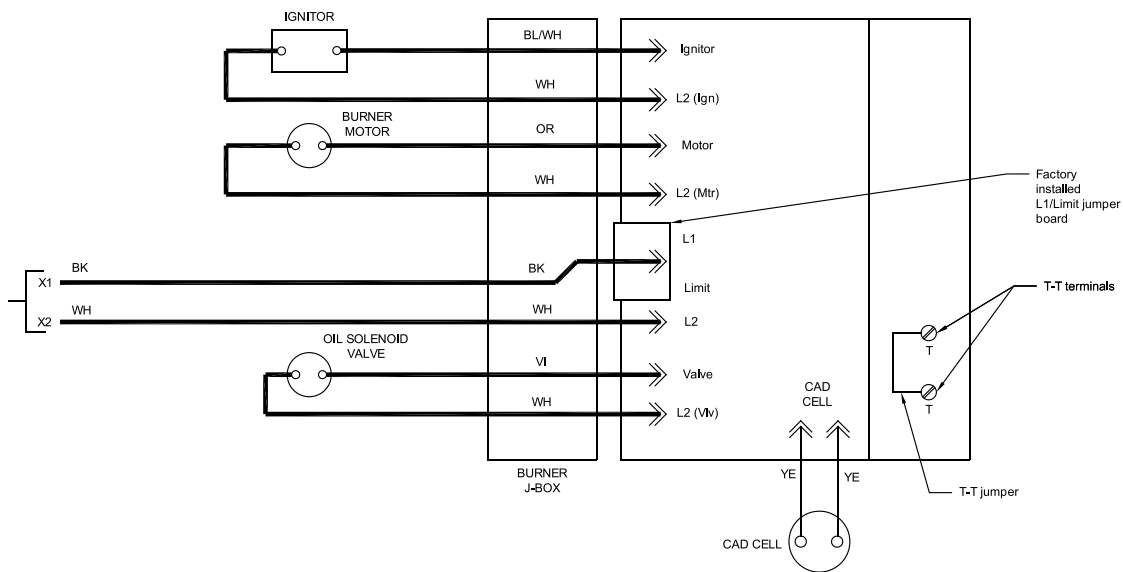 IGNITOR
BL/WH
Ignitor
WH
L2 (Ign)
BURNER
MOTOR
OR
Motor
WH
L2 (Mtr)
Factory
installed
L1/Limit jumper
board
L1
X1
BK
BK
Limit
T-T terminals
X2
WH
WH
L2
OIL SOLENOID
VALVE
VI
Valve
T
CAD
CELL
WH
L2 (Vlv)
T
BURNER
J-BOX
YE
YE
T-T jumper
CAD CELL